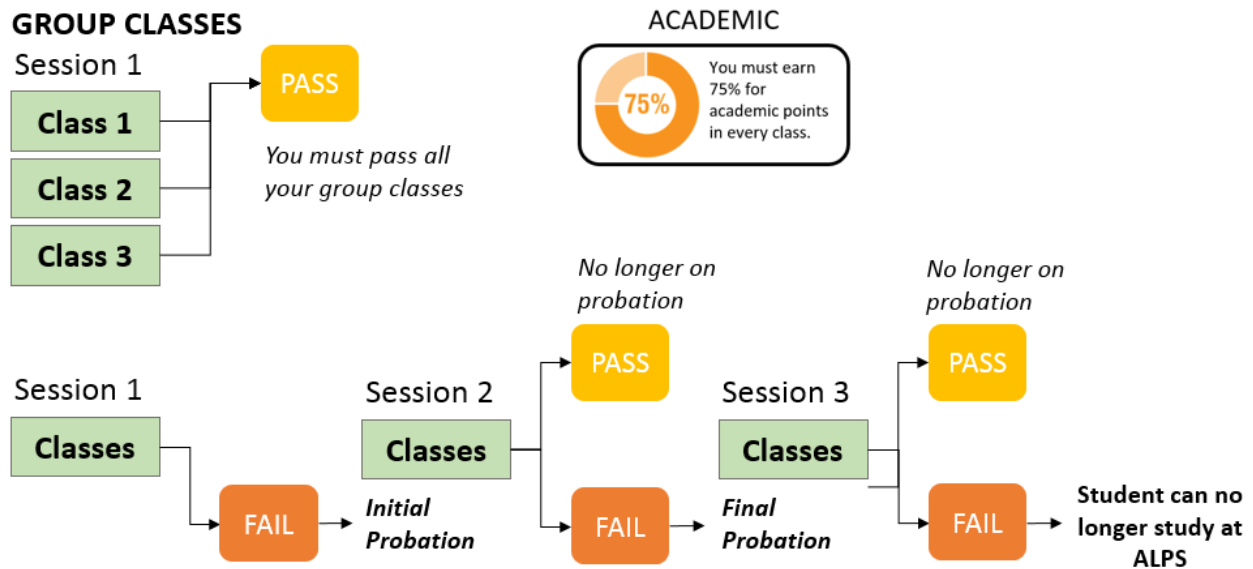 GROUP CLASSES
Session 1
Class 1
Class 2
Class 3
PASS
You must pass all
your group classes
ACADEMIC
75%
You must earn
75% for
academic points
in every class.
Session 1
Classes
FAIL
Initial
Probation
Session 2
Classes
No longer on
probation
PASS
FAIL
Final
Probation
Session 3
Classes
No longer on
probation
PASS
FAIL
Student can no
longer study at
ALPS